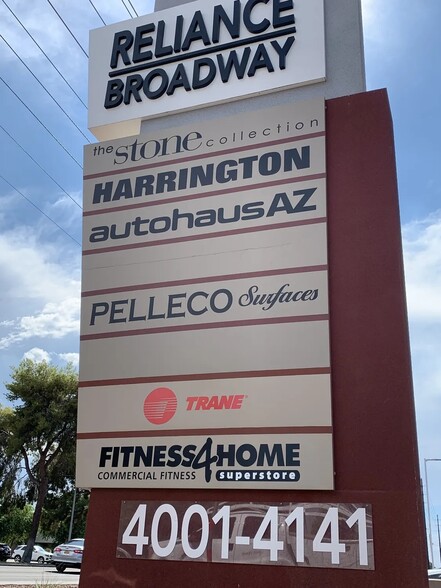 RELIANCE
BROADWAY
the stone collection
HARRINGTON
autohausAZ
PELLECO Surfaces
TRANE
FITNESS4HOME
COMMERCIAL FITNESS superstore
4001-4141